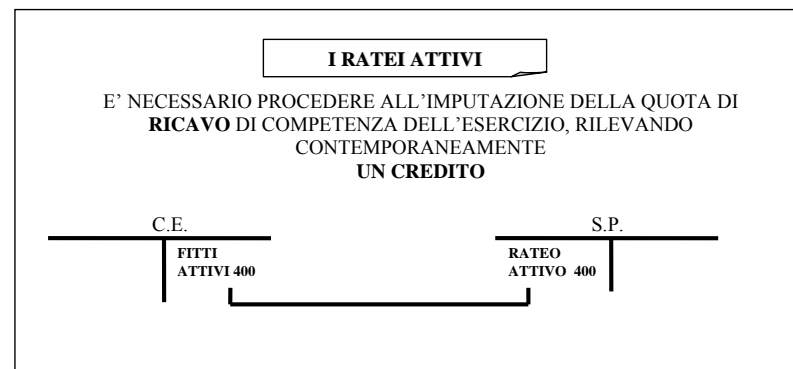 I RATEI ATTIVI
E’ NECESSARIO PROCEDERE ALL’IMPUTAZIONE DELLA QUOTA DI
RICAVO DI COMPETENZA DELL’ESERCIZIO, RILEVANDO
CONTEMPORANEAMENTE
UN CREDITO
C.E.
FITTI
ATTIVI 400
S.P.
RATEO
ATTIVO 400